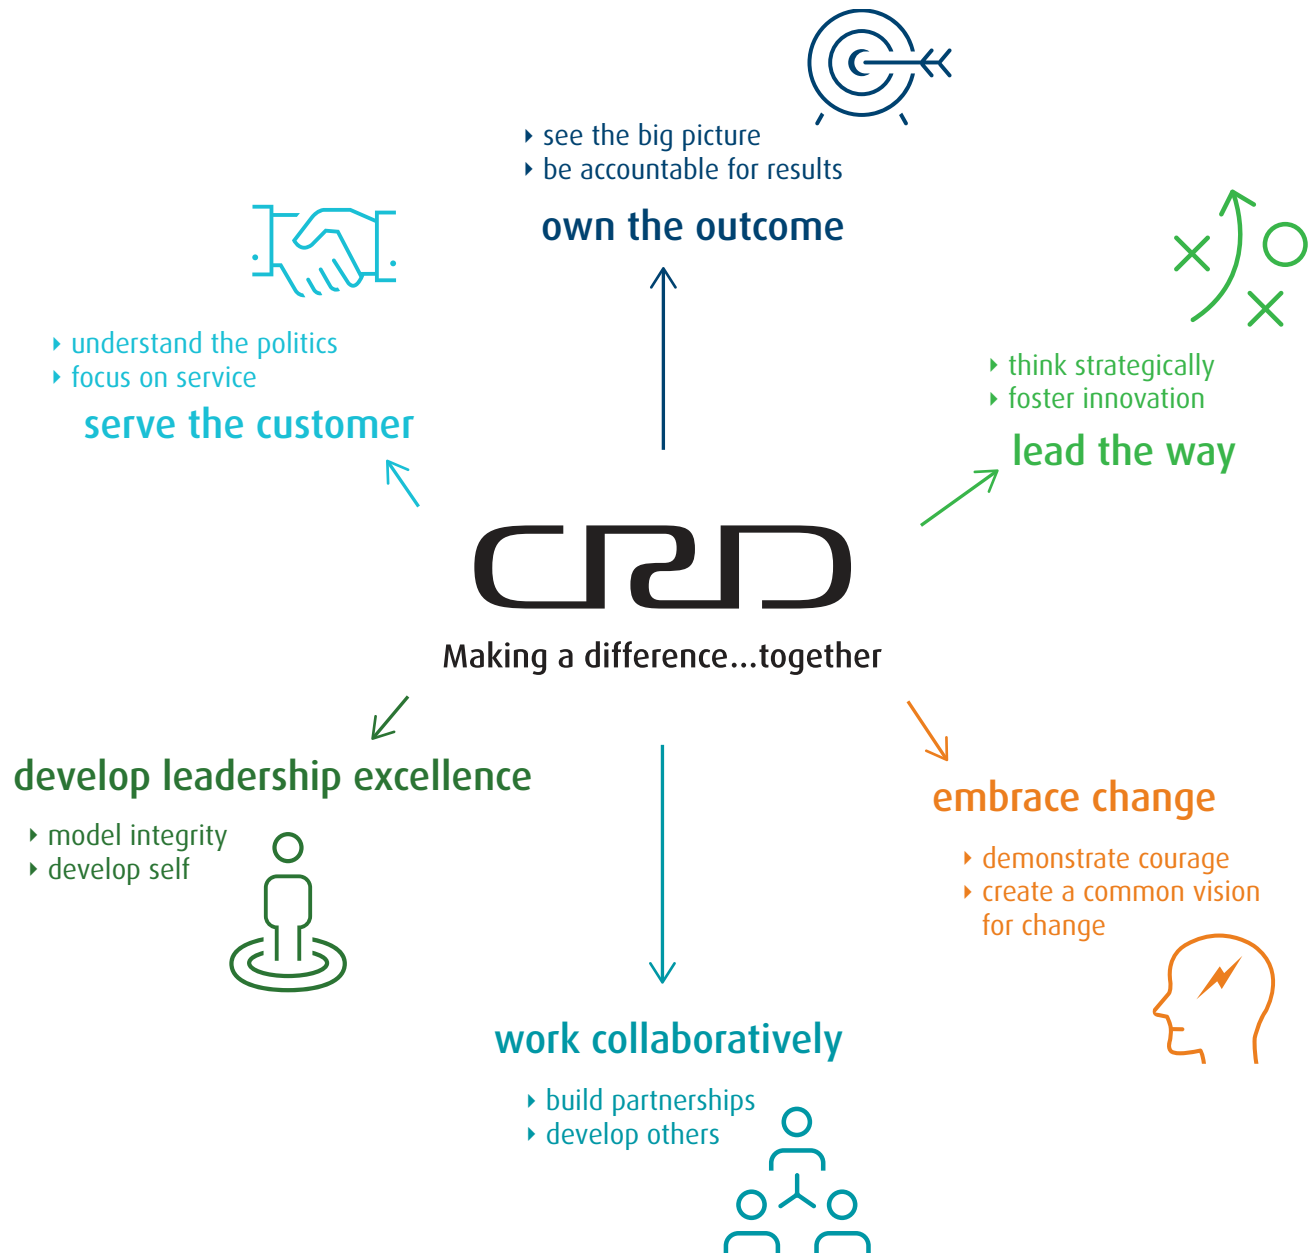 see the big picture
be accountable for results
own the outcome
understand the politics
focus on service
serve the customer
think strategically
foster innovation
lead the way
CRD
Making a difference...together
develop leadership excellence
model integrity
develop self
embrace change
demonstrate courage
create a common vision
for change
work collaboratively
build partnerships
develop others